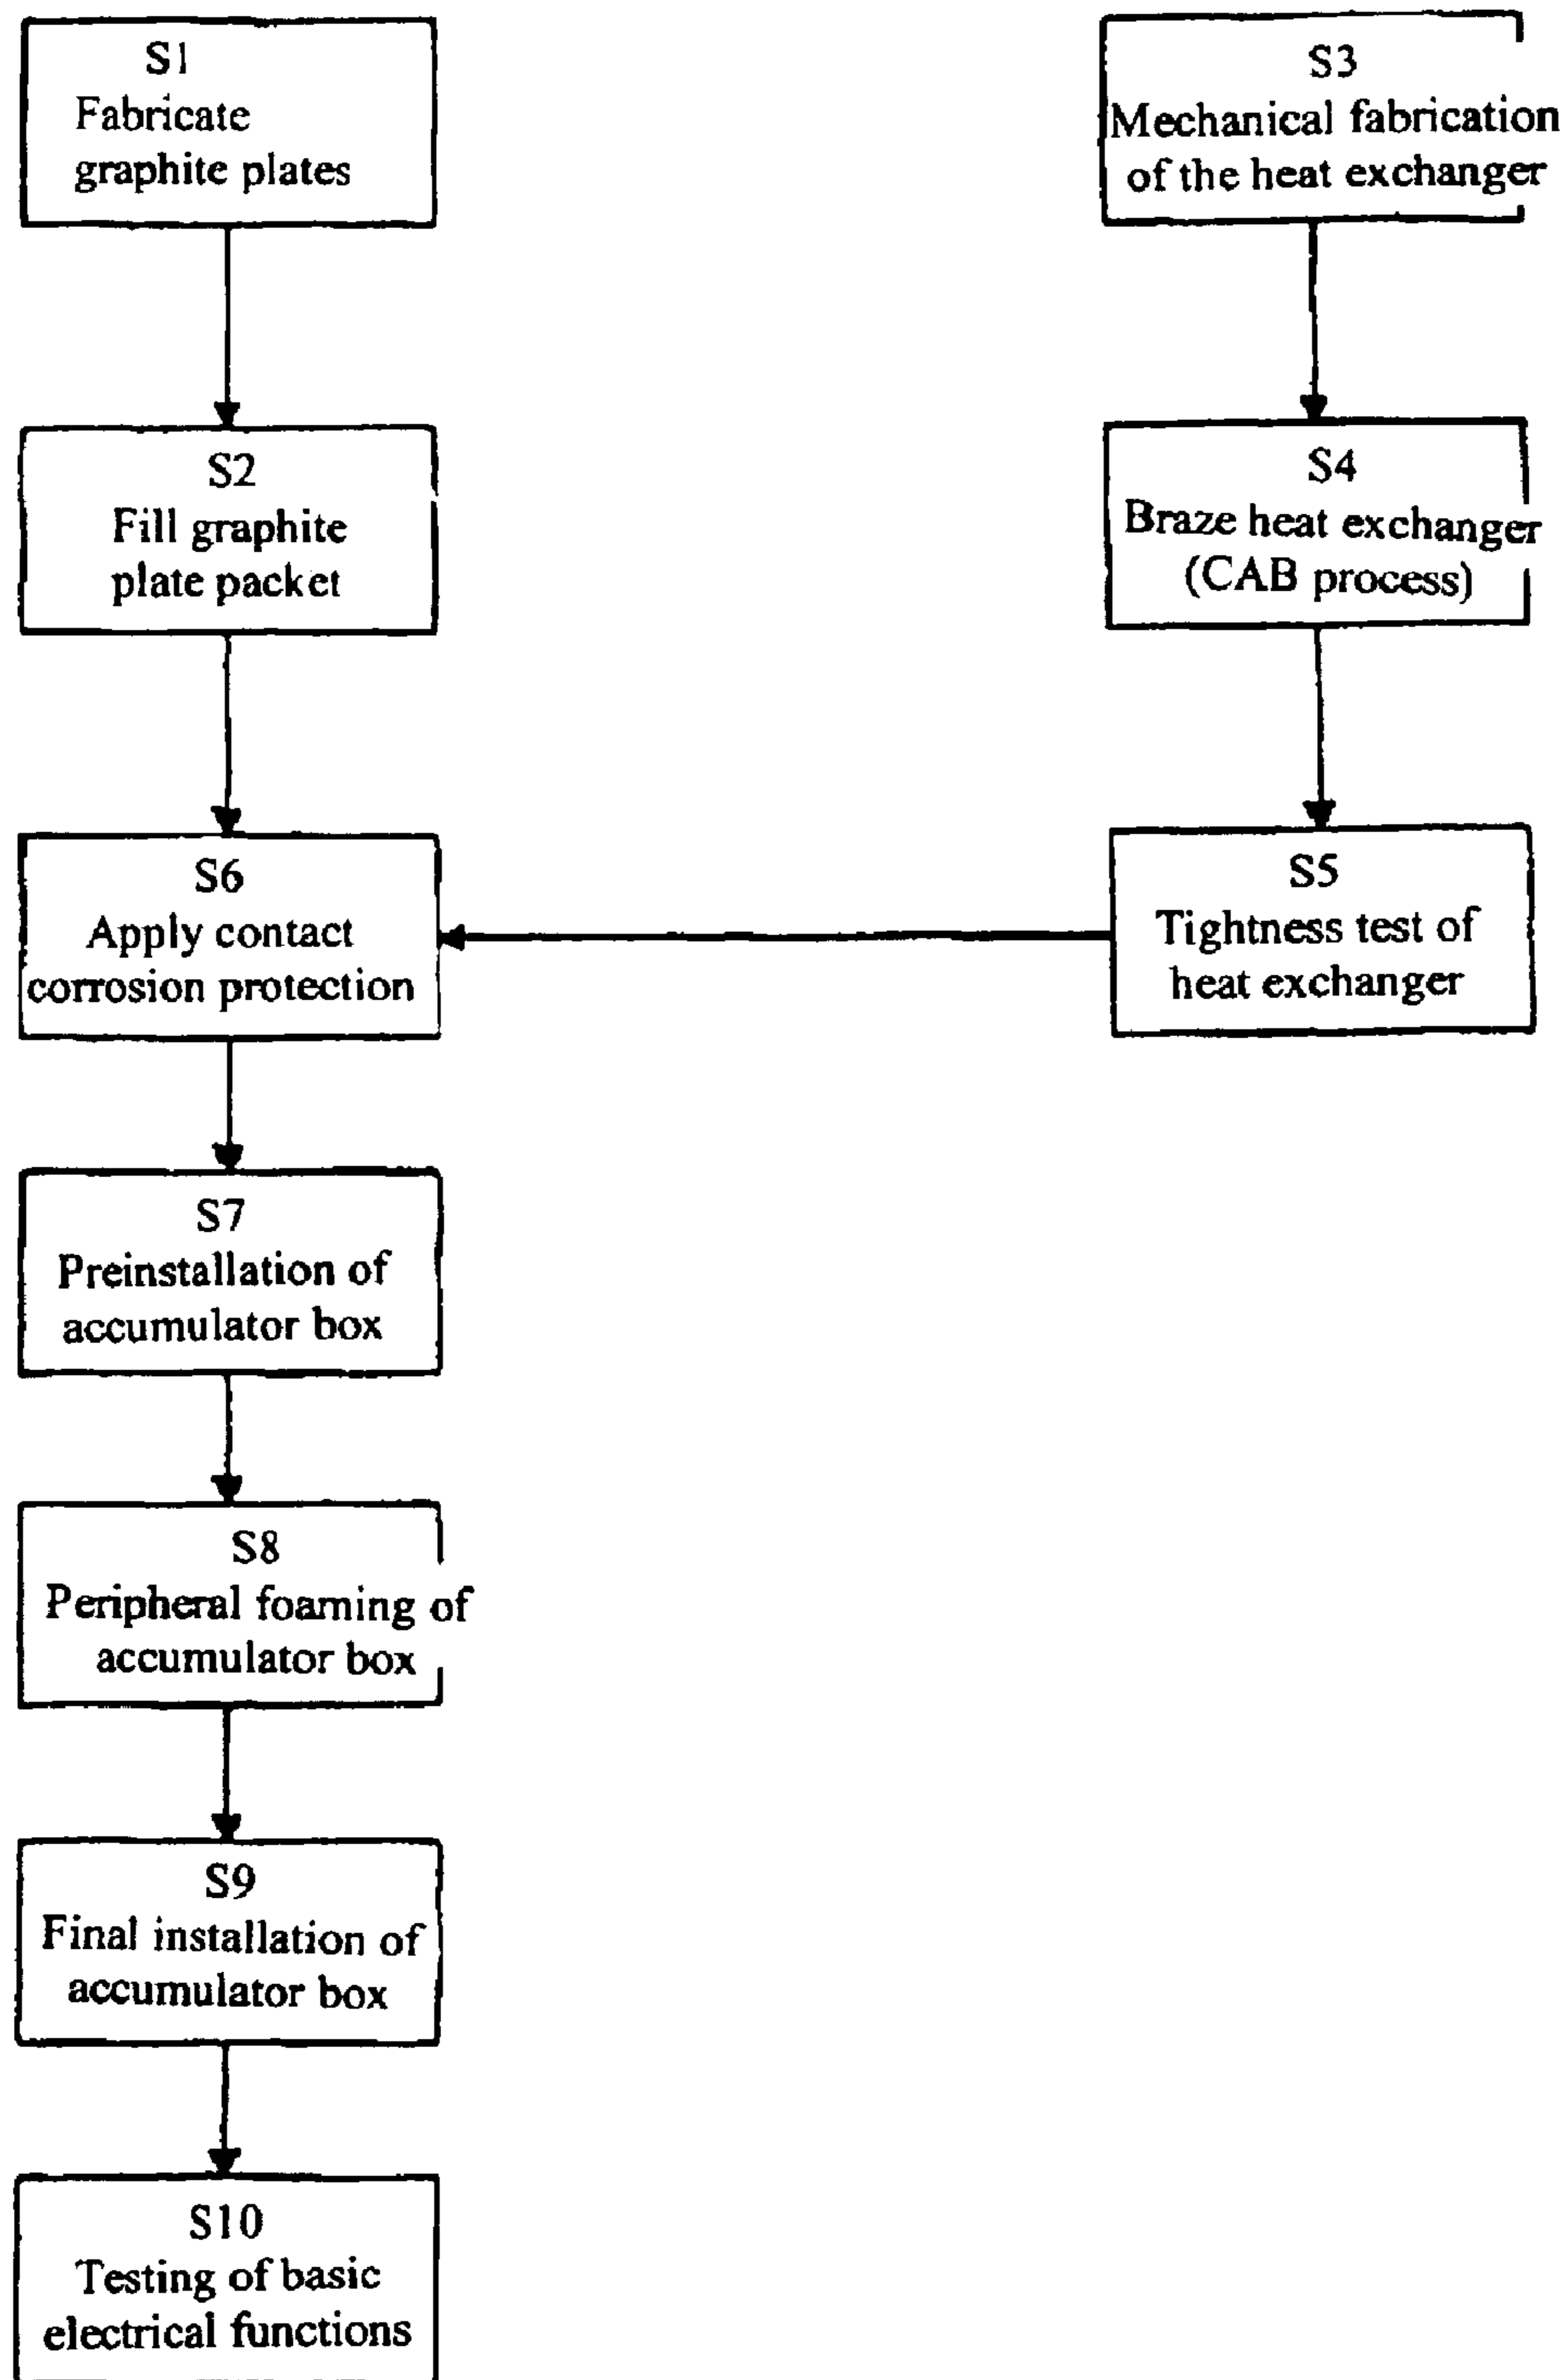 S1
Fabricate
graphite plates
S2
Fill graphite
plate packet
S3
Mechanical fabrication
of the heat exchanger
S4
Braze heat exchanger
(CAB process)
S5
Tightness test of
heat exchanger
S6
Apply contact
corrosion protection
S7
Preinstallation of
accumulator box
S8
Peripheral foaming of
accumulator box
S9
Final installation of
accumulator box
S10
Testing of basic
electrical functions